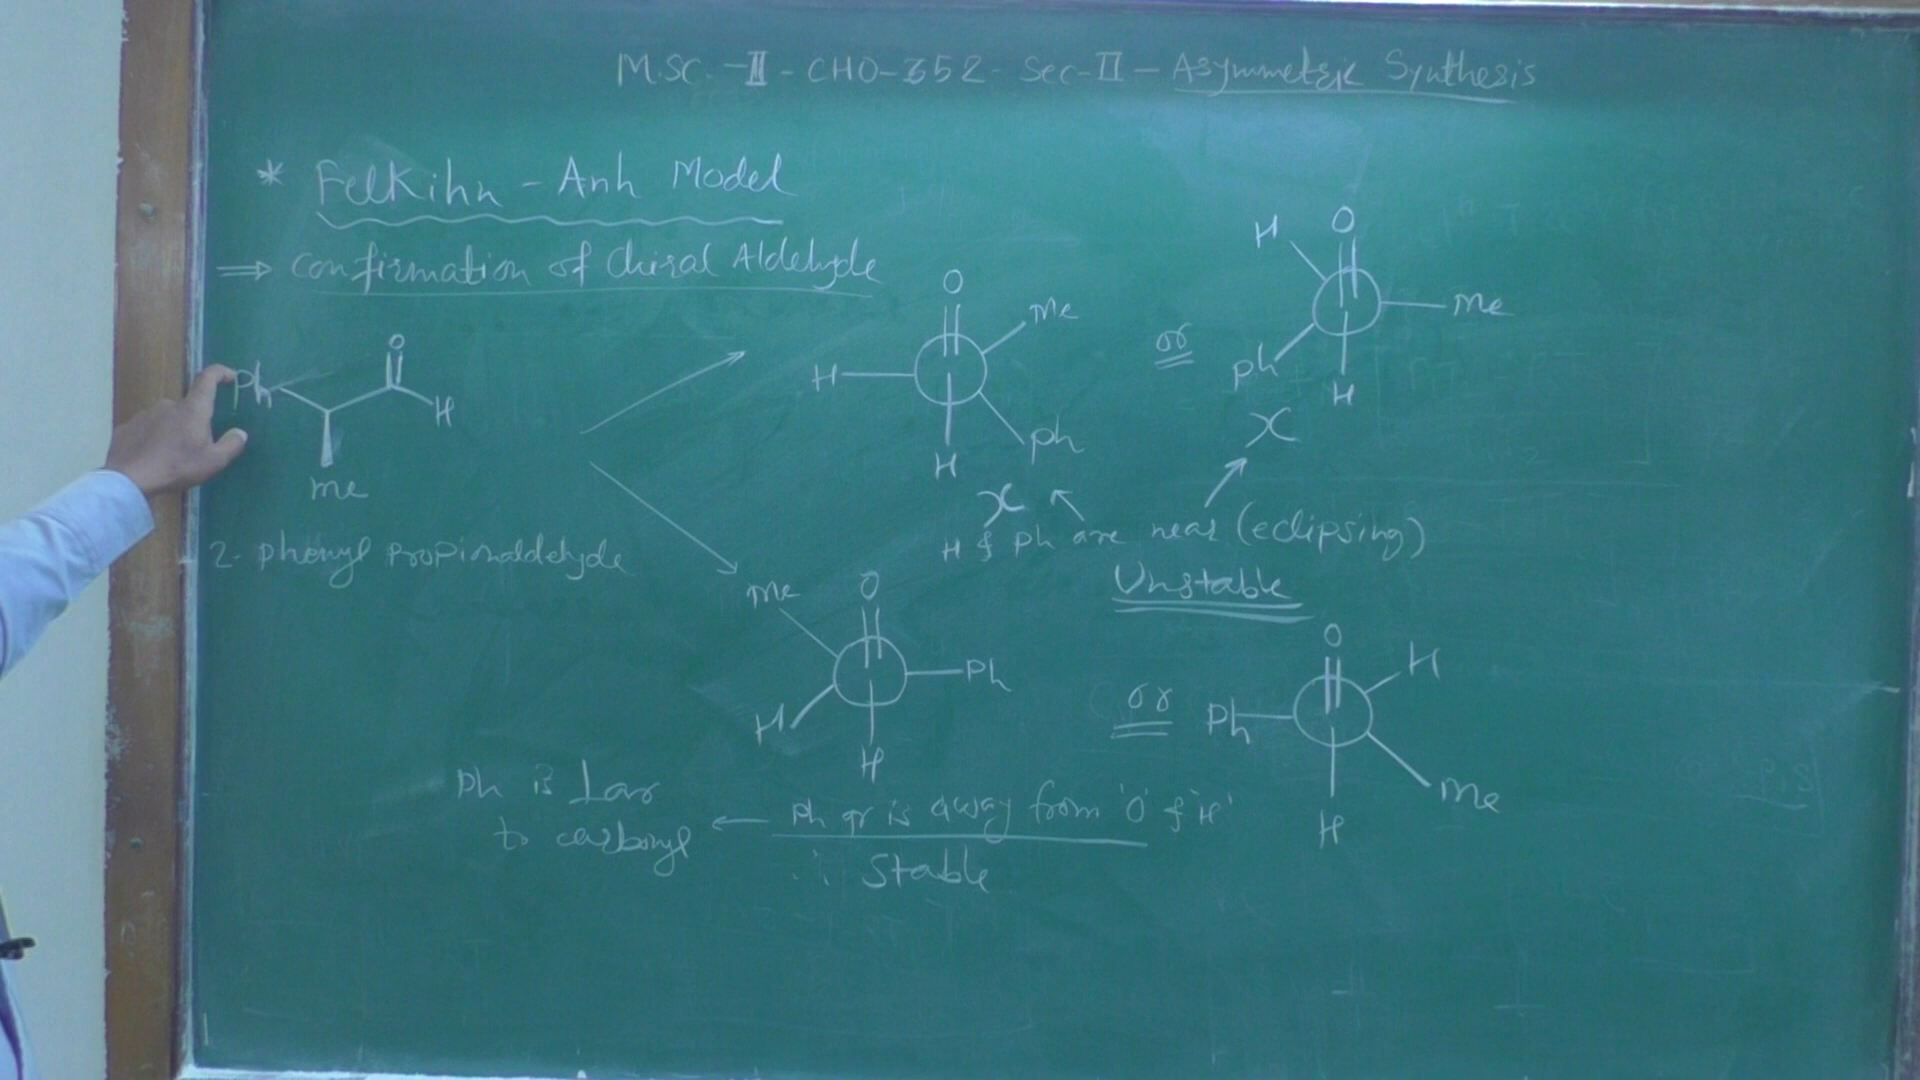 M.Sc. -II - CHO-352- Sec-II - Asymmetric Synthesis
* Felkihn - Anh Model
⇒ Confirmation of Chiral Aldehyde
O
Ph
H
Me
2- phenyl propionaldehyde
O
Me
H
Ph
H
X
or
H
O
Me
Ph
H
X
H & Ph are near (eclipsing)
Unstable
Me
O
Ph
H
H
or
O
H
Ph
Me
H
Ph gr is away from 'O' & 'H'
∴ Stable
Ph is Lar
to carbonyl